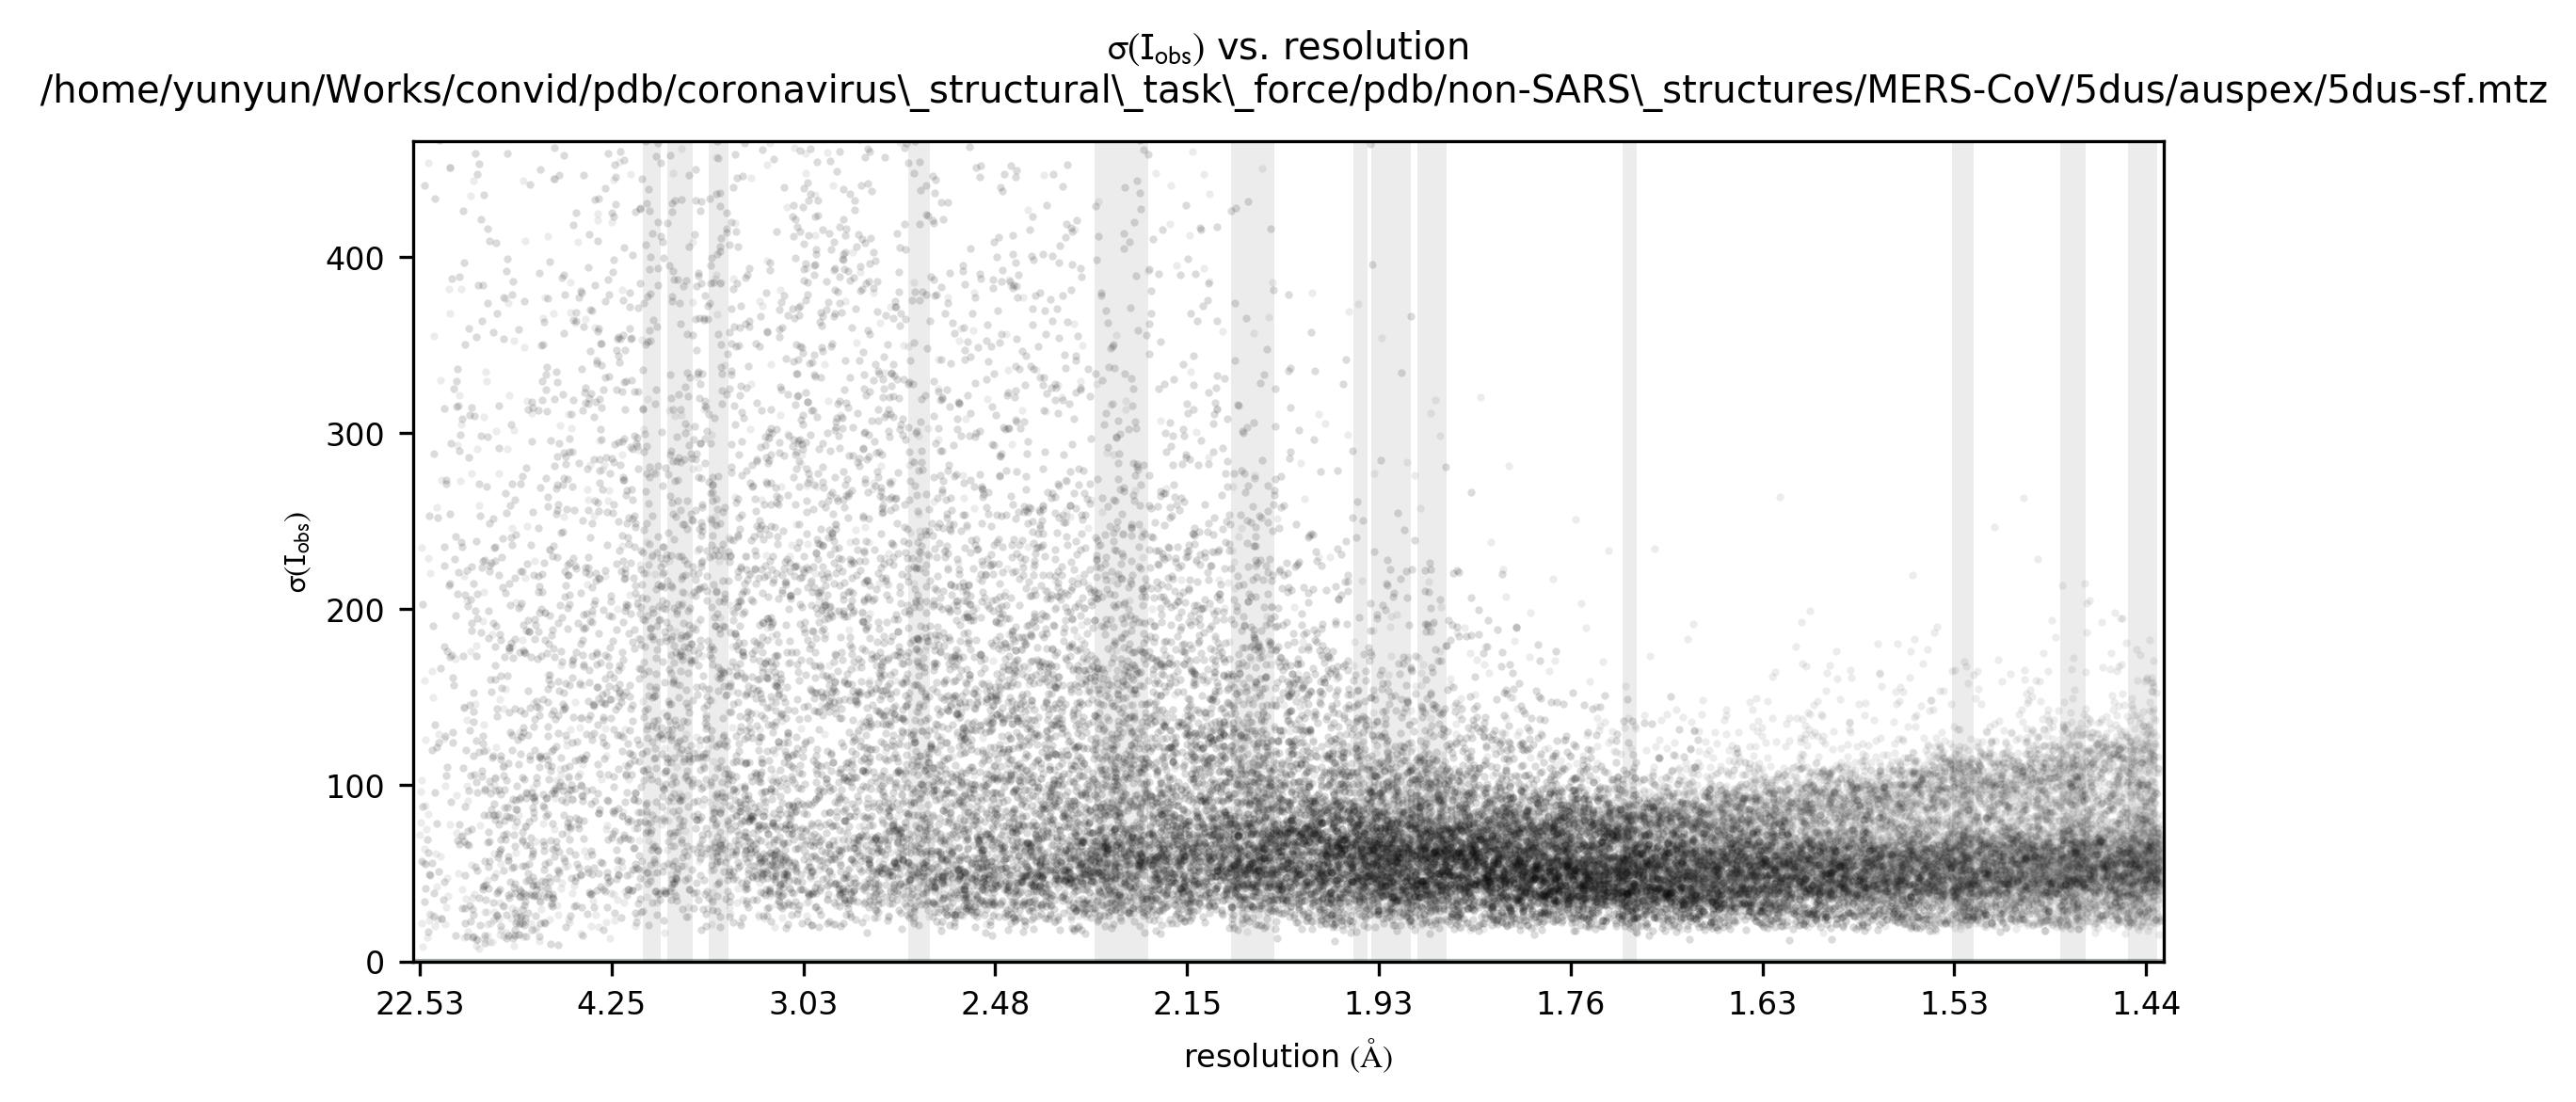 σ(I_obs) vs. resolution
/home/yunyun/Works/convid/pdb/coronavirus\_structural\_task\_force/pdb/non-SARS\_structures/MERS-CoV/5dus/auspex/5dus-sf.mtz
400
300
200
100
0
σ(I_obs)
22.53 4.25 3.03 2.48 2.15 1.93 1.76 1.63 1.53 1.44
resolution (Å)